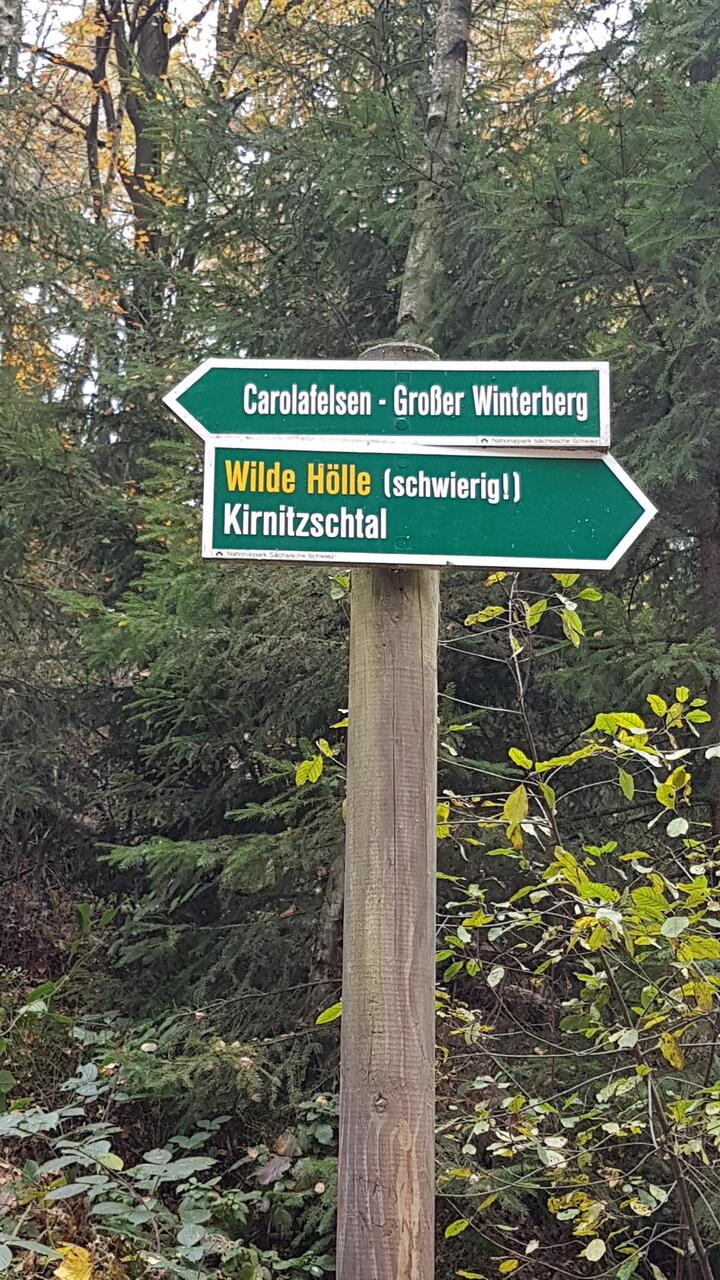 Carolafelsen - Großer Winterberg
Nationalpark Sächsische Schweiz
Wilde Hölle (schwierig!)
Kirnitzschtal
Nationalpark Sächsische Schweiz